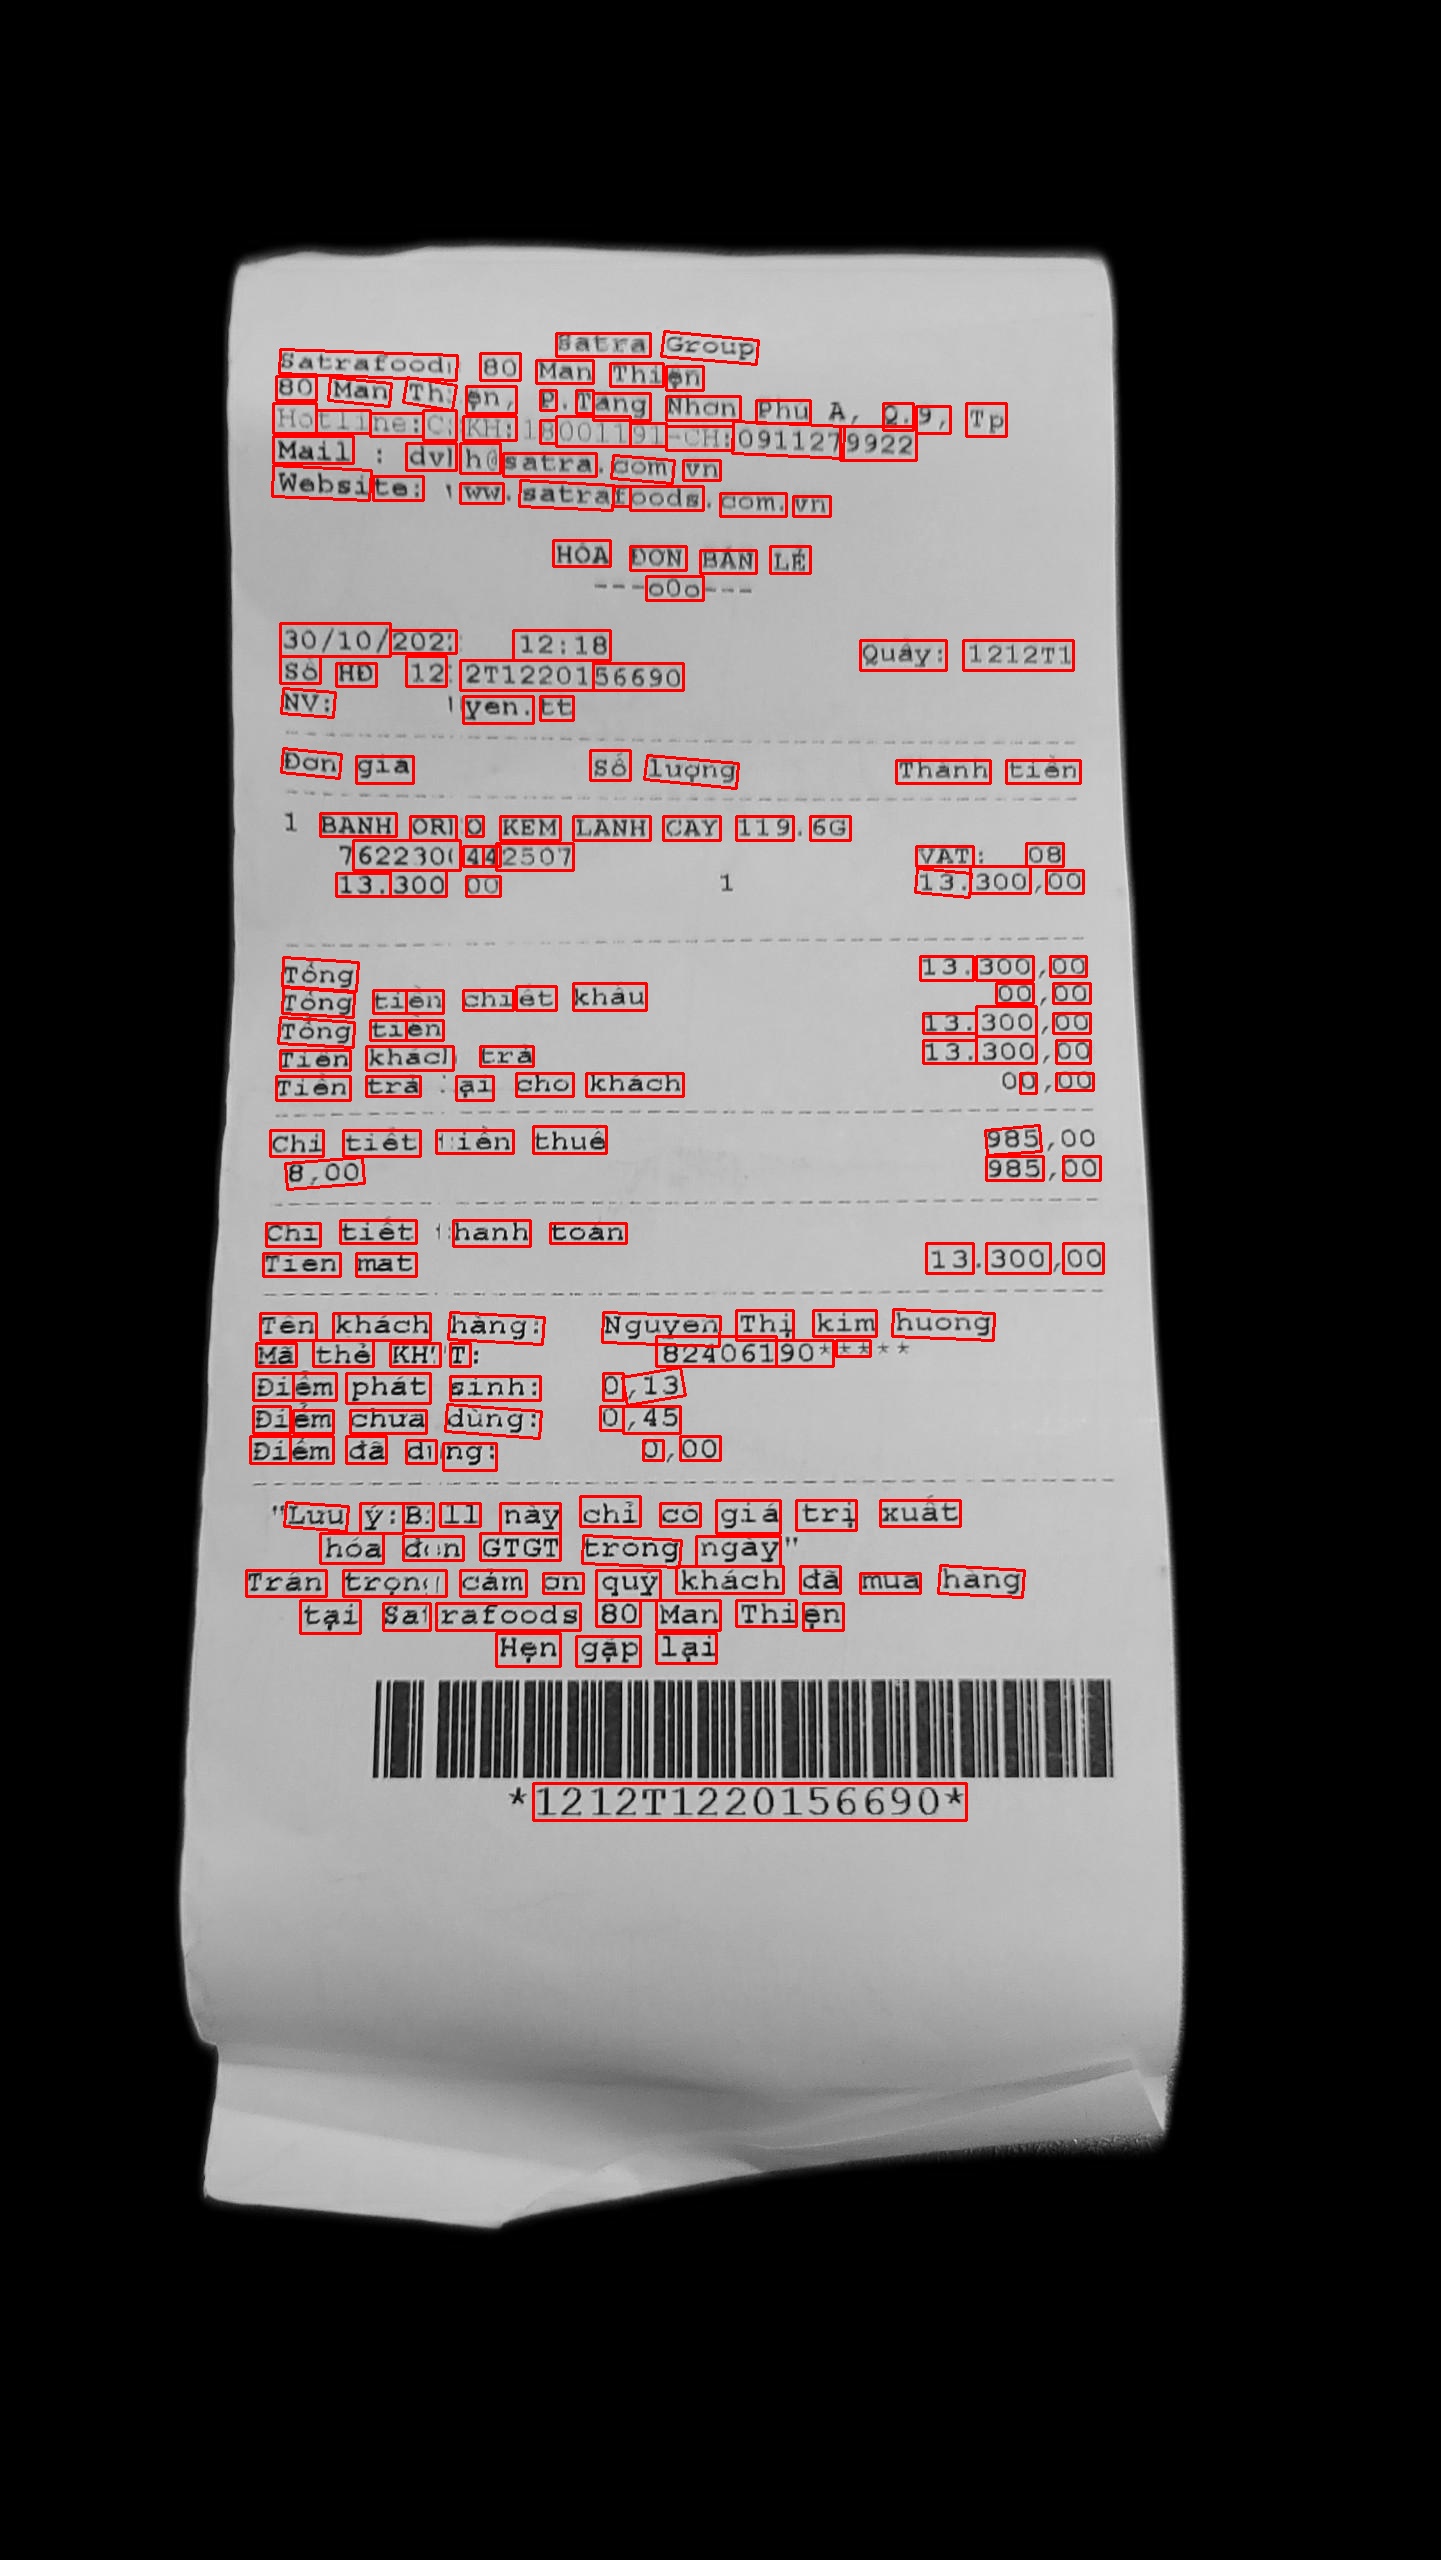 Satra Group
Satrafoods 80 Man Thiện
80 Man Thiện, P.Tăng Nhơn Phú A, Q.9, Tp
Hotline:CSKH:18001191-CH:0911279922
Mail : dvkh@satra.com.vn
Website: www.satrafoods.com.vn
HÓA ĐƠN BÁN LẺ
---o0o---
30/10/202 12:18 Quầy: 1212T1
Số HĐ 1212T1220156690
NV: yen.tt
Đơn giá Số lượng Thành tiền
1 BANH ORIO KEM LANH CAY 119.6G
7622300442507 VAT: 08
13.300 00 1 13.300,00
Tổng 13.300,00
Tổng tiền chiết khấu 00,00
Tổng tiền 13.300,00
Tiền khách trả 13.300,00
Tiền trả lại cho khách 00,00
Chi tiết tiền thuế 985,00
8,00 985,00
Chi tiết thanh toán
Tien mat 13.300,00
Tên khách hàng: Nguyen Thị kim huong
Mã thẻ KHTT: 82406190*****
Điểm phát sinh: 0,13
Điểm chưa dùng: 0,45
Điểm đã dùng: 0,00
"Lưu ý:Bill này chỉ có giá trị xuất
hóa đơn GTGT trong ngày"
Trân trọng cảm ơn quý khách đã mua hàng
tại Satrafoods 80 Man Thiện
Hẹn gặp lại
*1212T1220156690*